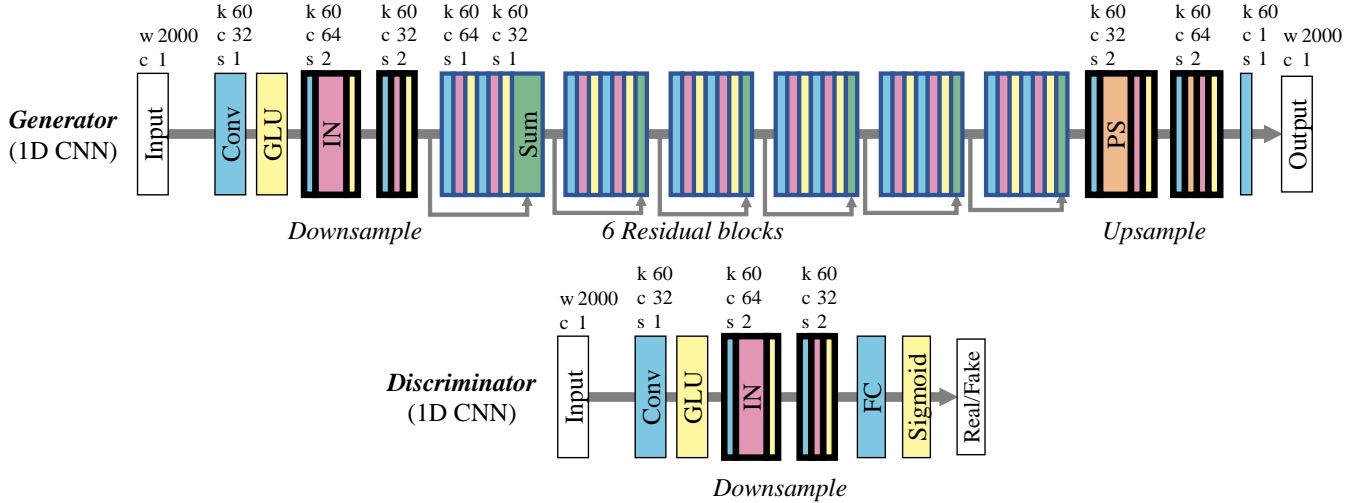 k 60
c 32
s 1
k 60
c 64
s 2
k 60
c 32
s 2
k 60
c 64
s 1
k 60
c 32
s 1
k 60
c 32
s 2
k 60
c 64
s 2
k 60
c 1
s 1
w 2000
c 1
w 2000
c 1
Generator
(1D CNN)
Input
Conv
GLU
IN
Sum
PS
Output
Downsample
6 Residual blocks
Upsample
w 2000
c 1
k 60
c 32
s 1
k 60
c 64
s 2
k 60
c 32
s 2
Discriminator
(1D CNN)
Input
Conv
GLU
IN
FC
Sigmoid
Real/Fake
Downsample